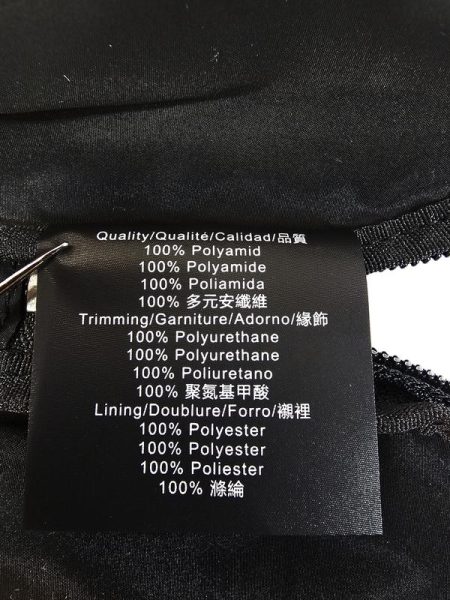 Quality/Qualité/Calidad/品質
100% Polyamid
100% Polyamide
100% Poliamida
100% 多元安纖維
Trimming/Garniture/Adorno/緣飾
100% Polyurethane
100% Polyurethane
100% Poliuretano
100% 聚氮基甲酸
Lining/Doublure/Forro/襯裡
100% Polyester
100% Polyester
100% Poliester
100% 滌綸